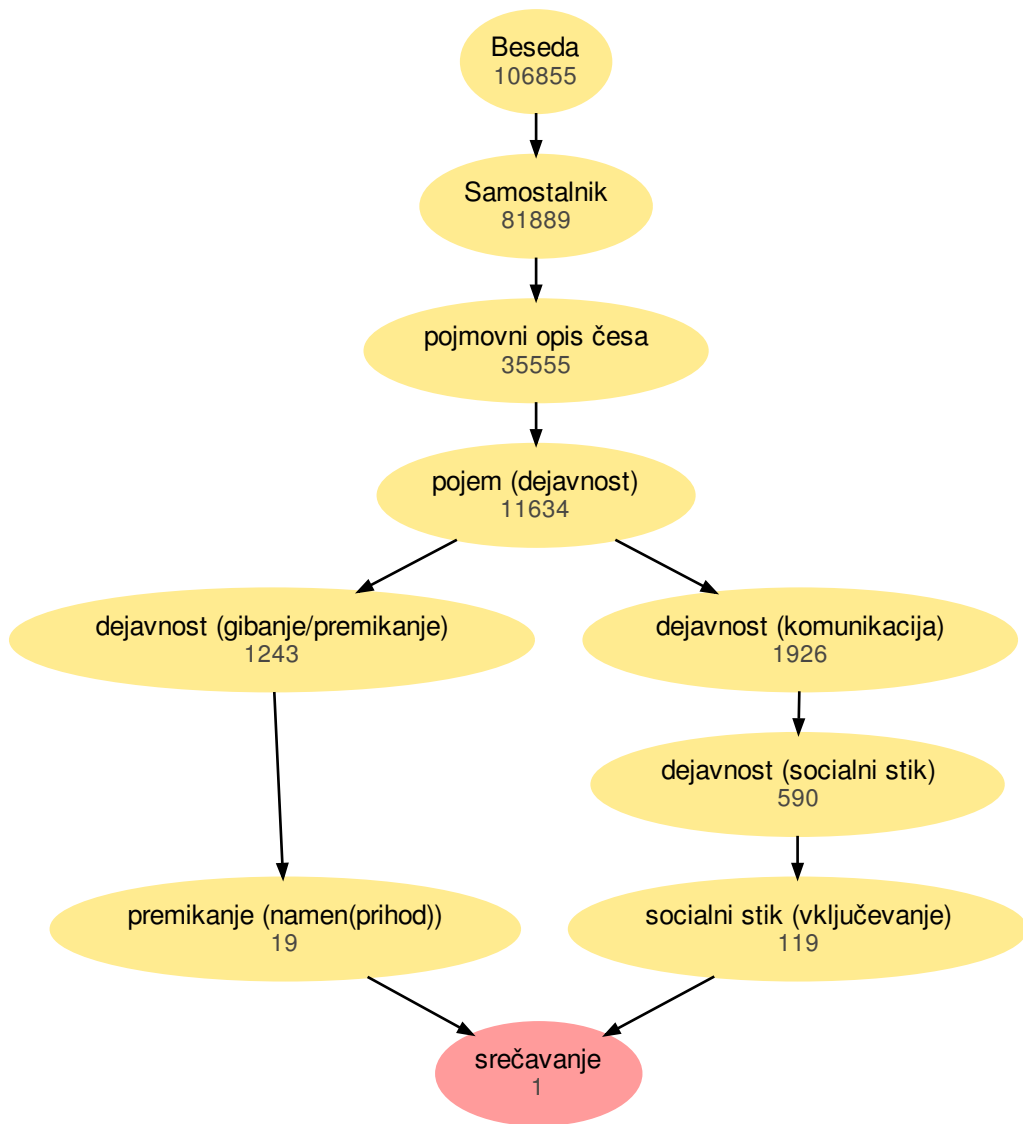 Beseda
106855
Samostalnik
81889
pojmovni opis česa
35555
pojem (dejavnost)
11634
dejavnost (gibanje/premikanje)
1243
dejavnost (komunikacija)
1926
dejavnost (socialni stik)
590
premikanje (namen(prihod))
19
socialni stik (vključevanje)
119
srečavanje
1